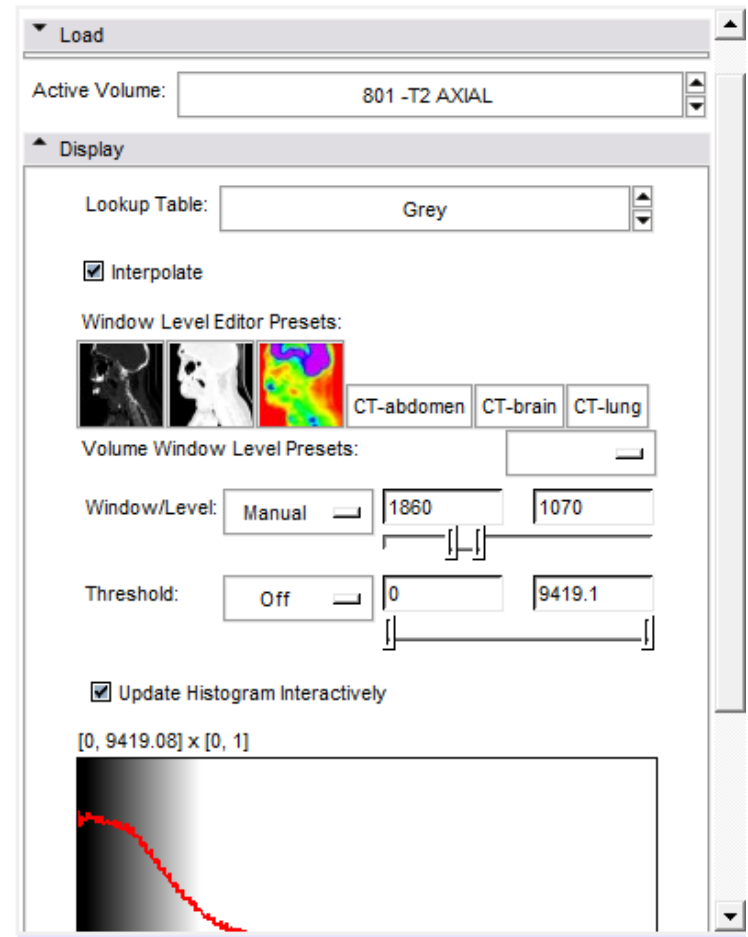 Load
Active Volume: 801 -T2 AXIAL
Display
Lookup Table: Grey
Interpolate
Window Level Editor Presets:
CT-abdomen CT-brain CT-lung
Volume Window Level Presets:
Window/Level: Manual 1860 1070
Threshold: Off 0 9419.1
Update Histogram Interactively
[0, 9419.08] x [0, 1]